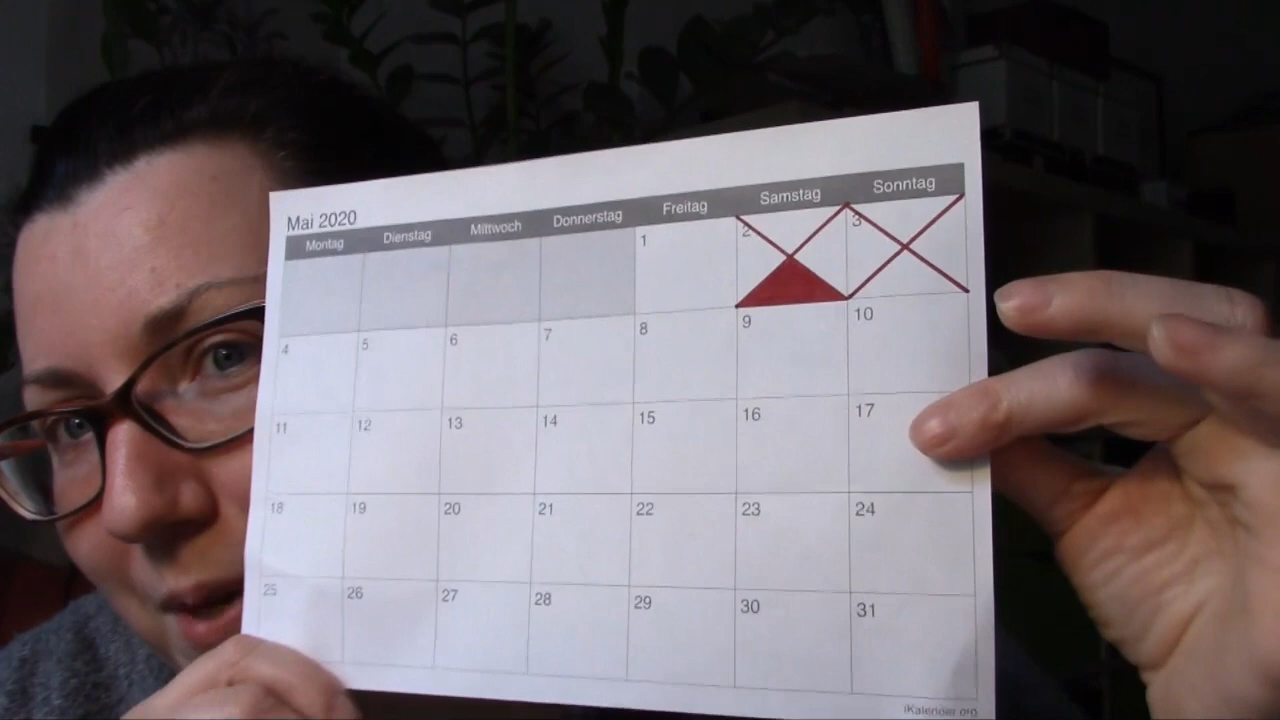 Mai 2020
Montag Dienstag Mittwoch Donnerstag Freitag Samstag Sonntag
1 2 3
4 5 6 7 8 9 10
11 12 13 14 15 16 17
18 19 20 21 22 23 24
25 26 27 28 29 30 31
iKalender.org